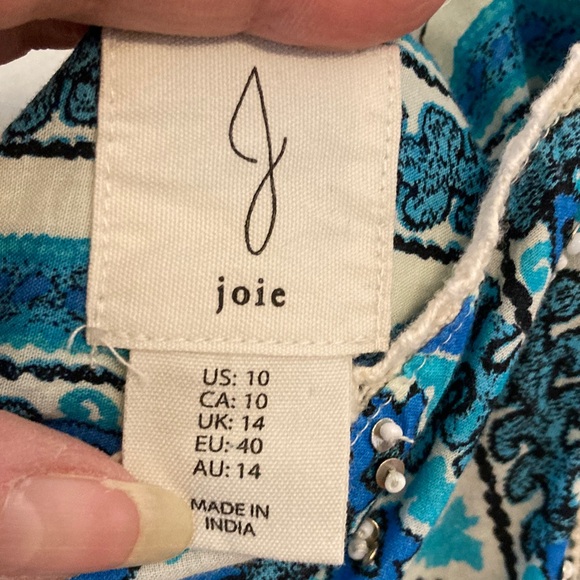 J
joie
US: 10
CA: 10
UK: 14
EU: 40
AU: 14
MADE IN
INDIA